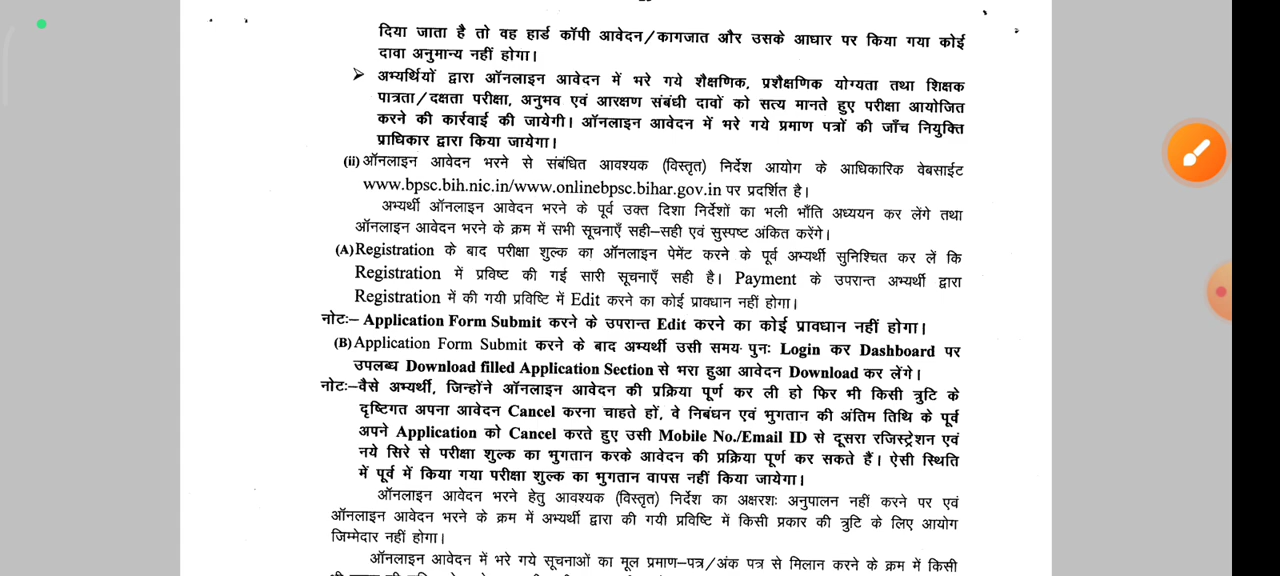 दिया जाता है तो वह हार्ड कॉपी आवेदन/कागजात और उसके आधार पर किया गया कोई
दावा अनुमान्य नहीं होगा।
➢ अभ्यर्थियों द्वारा ऑनलाइन आवेदन में भरे गये शैक्षणिक, प्रशैक्षणिक योग्यता तथा शिक्षक
पात्रता/दक्षता परीक्षा, अनुभव एवं आरक्षण संबंधी दावों को सत्य मानते हुए परीक्षा आयोजित
करने की कार्रवाई की जायेगी। ऑनलाइन आवेदन में भरे गये प्रमाण पत्रों की जाँच नियुक्ति
प्राधिकार द्वारा किया जायेगा।
(ii) ऑनलाइन आवेदन भरने से संबंधित आवश्यक (विस्तृत) निर्देश आयोग के आधिकारिक वेबसाईट
www.bpsc.bih.nic.in/www.onlinebpsc.bihar.gov.in पर प्रदर्शित है।
अभ्यर्थी ऑनलाइन आवेदन भरने के पूर्व उक्त दिशा निर्देशों का भली भाँति अध्ययन कर लेंगे तथा
ऑनलाइन आवेदन भरने के क्रम में सभी सूचनाएँ सही–सही एवं सुस्पष्ट अंकित करेंगे।
(A) Registration के बाद परीक्षा शुल्क का ऑनलाइन पेमेंट करने के पूर्व अभ्यर्थी सुनिश्चित कर लें कि
Registration में प्रविष्ट की गई सारी सूचनाएँ सही है। Payment के उपरान्त अभ्यर्थी द्वारा
Registration में की गयी प्रविष्टि में Edit करने का कोई प्रावधान नहीं होगा।
नोटः– Application Form Submit करने के उपरान्त Edit करने का कोई प्रावधान नहीं होगा।
(B) Application Form Submit करने के बाद अभ्यर्थी उसी समय पुनः Login कर Dashboard पर
उपलब्ध Download filled Application Section से भरा हुआ आवेदन Download कर लेंगे।
नोटः–वैसे अभ्यर्थी, जिन्होंने ऑनलाइन आवेदन की प्रक्रिया पूर्ण कर ली हो फिर भी किसी त्रुटि के
दृष्टिगत अपना आवेदन Cancel करना चाहते हों, वे निबंधन एवं भुगतान की अंतिम तिथि के पूर्व
अपने Application को Cancel करते हुए उसी Mobile No./Email ID से दूसरा रजिस्ट्रेशन एवं
नये सिरे से परीक्षा शुल्क का भुगतान करके आवेदन की प्रक्रिया पूर्ण कर सकते हैं। ऐसी स्थिति
में पूर्व में किया गया परीक्षा शुल्क का भुगतान वापस नहीं किया जायेगा।
ऑनलाइन आवेदन भरने हेतु आवश्यक (विस्तृत) निर्देश का अक्षरशः अनुपालन नहीं करने पर एवं
ऑनलाइन आवेदन भरने के क्रम में अभ्यर्थी द्वारा की गयी प्रविष्टि में किसी प्रकार की त्रुटि के लिए आयोग
जिम्मेदार नहीं होगा।
ऑनलाइन आवेदन में भरे गये सूचनाओं का मूल प्रमाण–पत्र/अंक पत्र से मिलान करने के क्रम में किसी